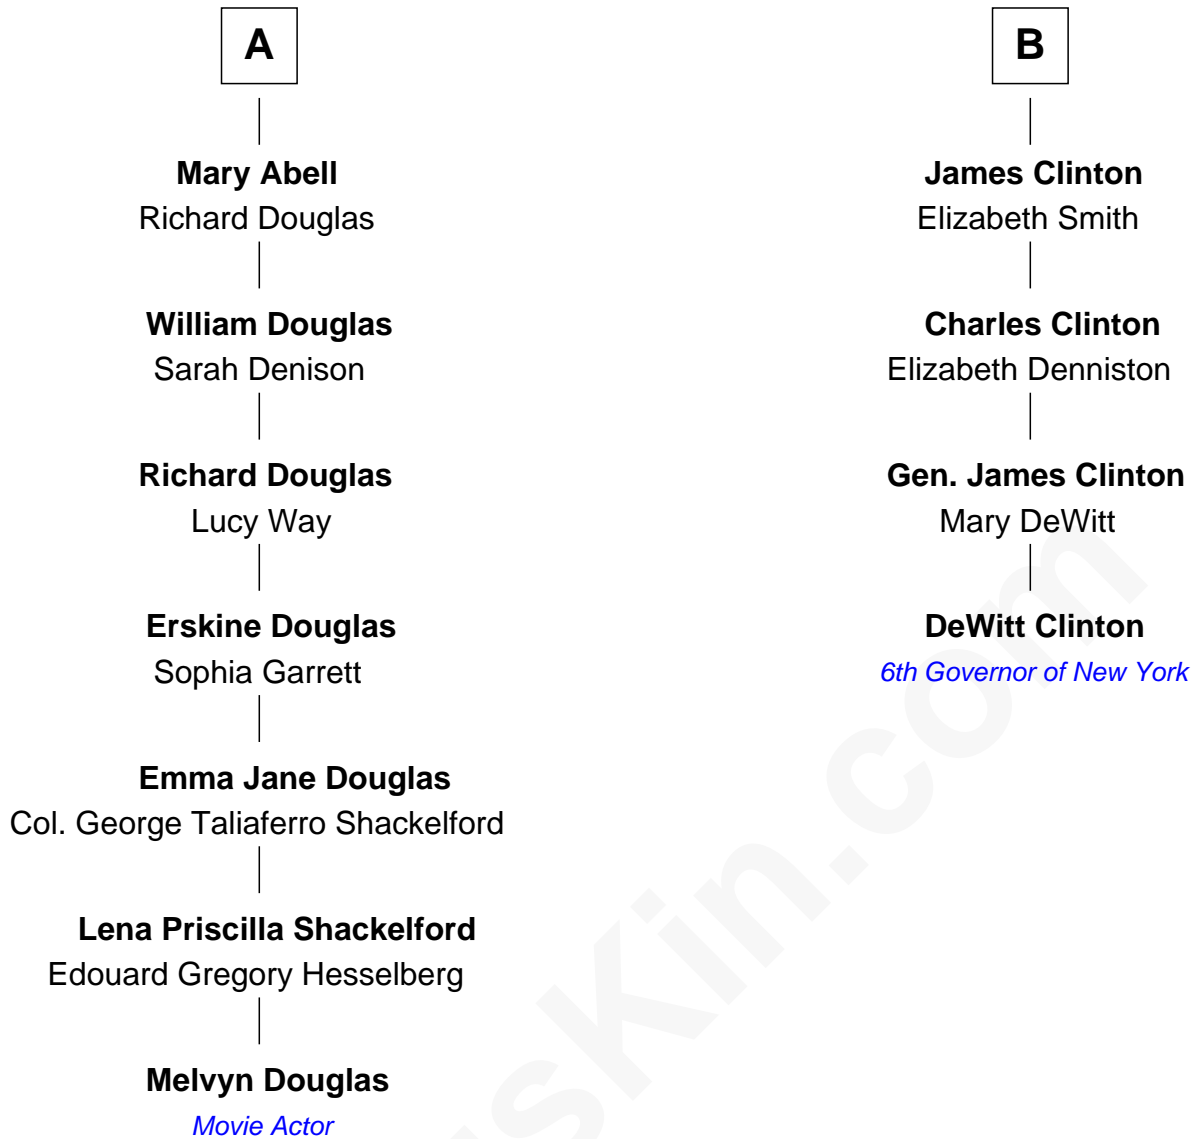 A
Mary Abell
Richard Douglas
William Douglas
Sarah Denison
Richard Douglas
Lucy Way
Erskine Douglas
Sophia Garrett
Emma Jane Douglas
Col. George Taliaferro Shackelford
Lena Priscilla Shackelford
Edouard Gregory Hesselberg
Melvyn Douglas
Movie Actor
B
James Clinton
Elizabeth Smith
Charles Clinton
Elizabeth Denniston
Gen. James Clinton
Mary DeWitt
DeWitt Clinton
6th Governor of New York